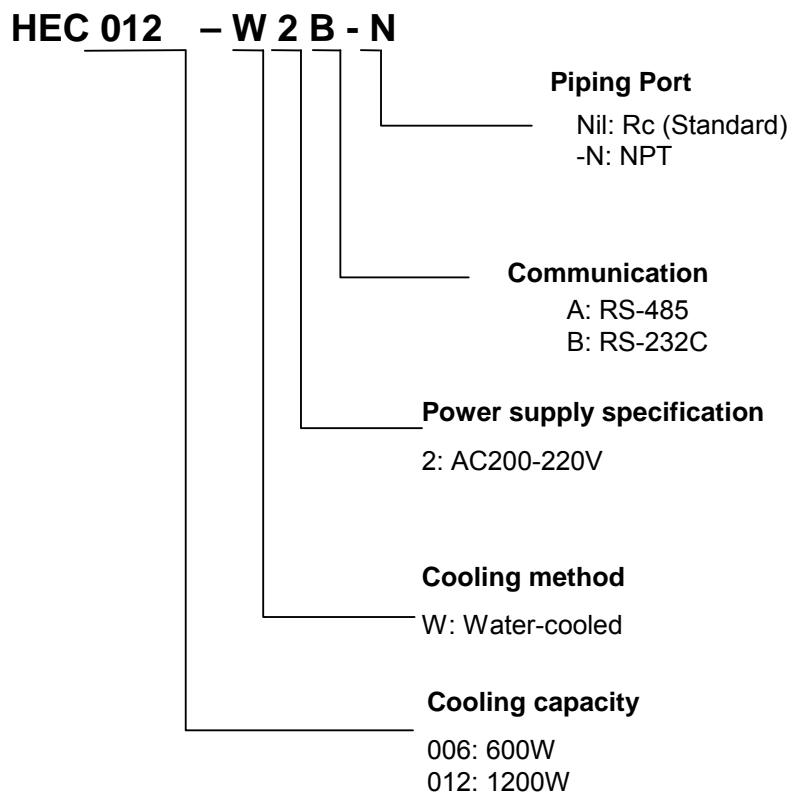 HEC 012 – W 2 B - N
Piping Port
Nil: Rc (Standard)
-N: NPT
Communication
A: RS-485
B: RS-232C
Power supply specification
2: AC200-220V
Cooling method
W: Water-cooled
Cooling capacity
006: 600W
012: 1200W